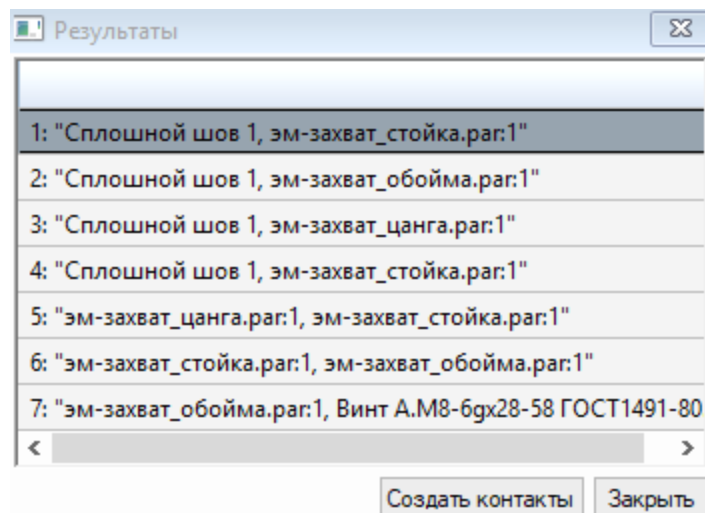 Результаты
1: "Сплошной шов 1, эм-захват_стойка.par:1"
2: "Сплошной шов 1, эм-захват_обойма.par:1"
3: "Сплошной шов 1, эм-захват_цанга.par:1"
4: "Сплошной шов 1, эм-захват_стойка.par:1"
5: "эм-захват_цанга.par:1, эм-захват_стойка.par:1"
6: "эм-захват_стойка.par:1, эм-захват_обойма.par:1"
7: "эм-захват_обойма.par:1, Винт А.М8-6gx28-58 ГОСТ1491-80
Создать контакты Закрыть